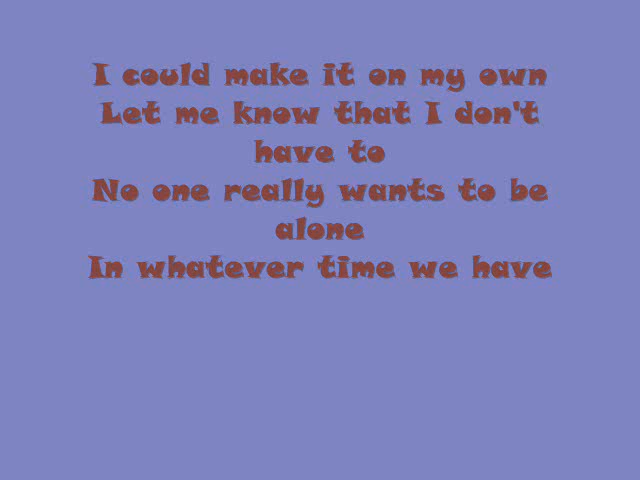 I could make it on my own
Let me know that I don't
have to
No one really wants to be
alone
In whatever time we have